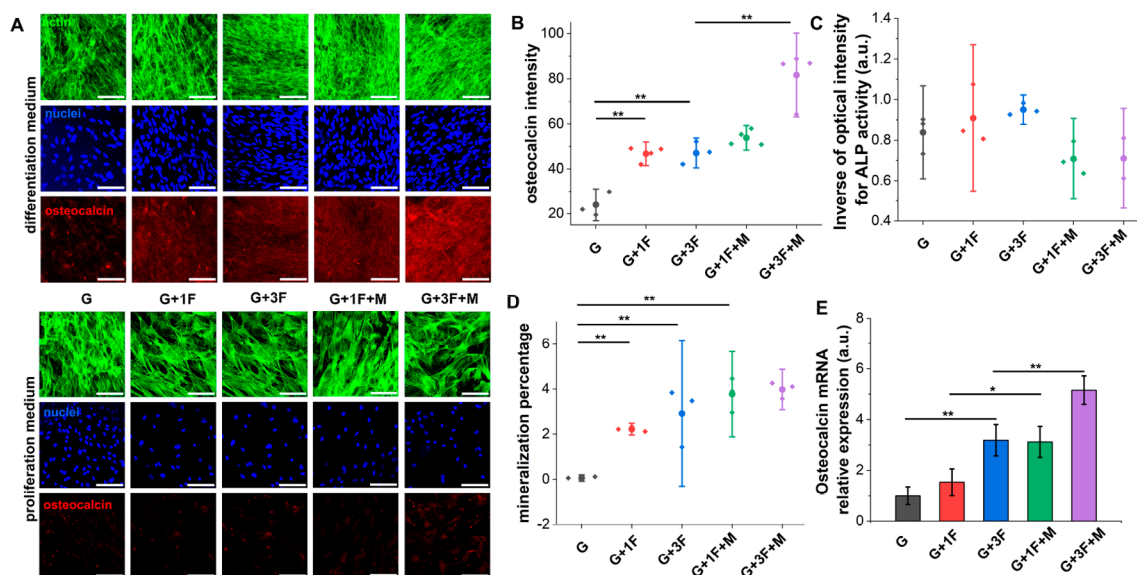 A
differentiation medium
actin
nuclei
osteocalcin
G G+1F G+3F G+1F+M G+3F+M
proliferation medium
nuclei
osteocalcin
B
osteocalcin intensity
100
80
60
40
20
**
**
**
G G+1F G+3F G+1F+M G+3F+M
C
Inverse of optical intensity
for ALP activity (a.u.)
1.4
1.2
1.0
0.8
0.6
0.4
G G+1F G+3F G+1F+M G+3F+M
D
mineralization percentage
6
4
2
0
-2
**
**
**
G G+1F G+3F G+1F+M G+3F+M
E
Osteocalcin mRNA
relative expression (a.u.)
8
6
4
2
0
**
*
**
G G+1F G+3F G+1F+M G+3F+M